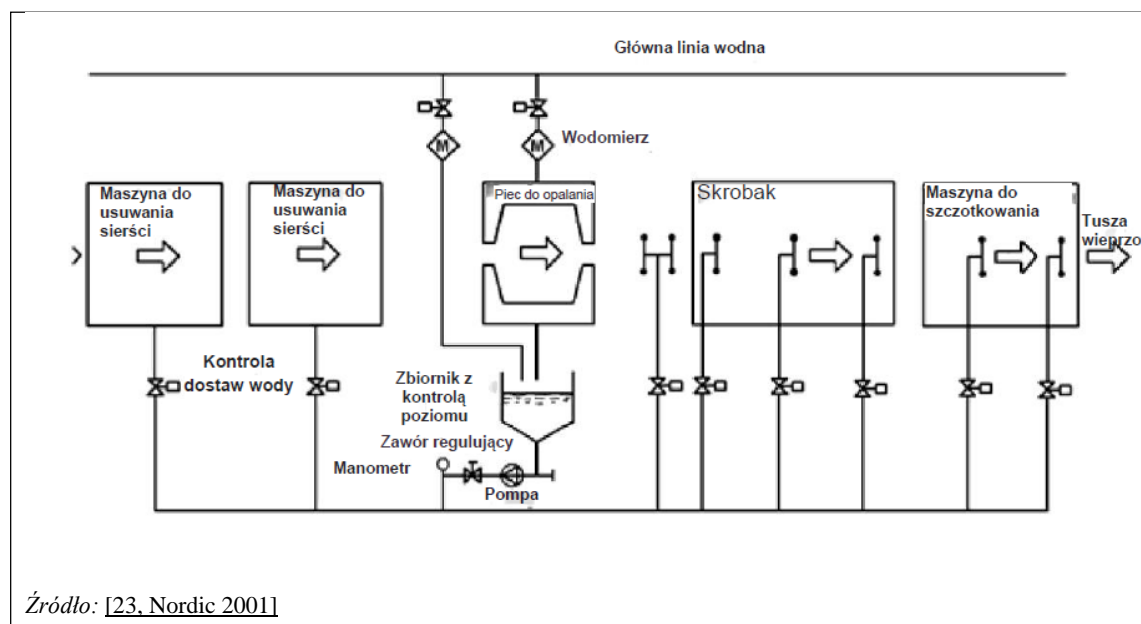 Główna linia wodna
M
M
Wodomierz
Maszyna do
usuwania
sierści
Maszyna do
usuwania
sierści
Piec do opalania
Skrobak
Maszyna do
szczotkowania
Tusza
wieprzo
Kontrola
dostaw wody
Zbiornik z
kontrolą
poziomu
Zawór regulujący
Manometr
Pompa
Źródło: [23, Nordic 2001]